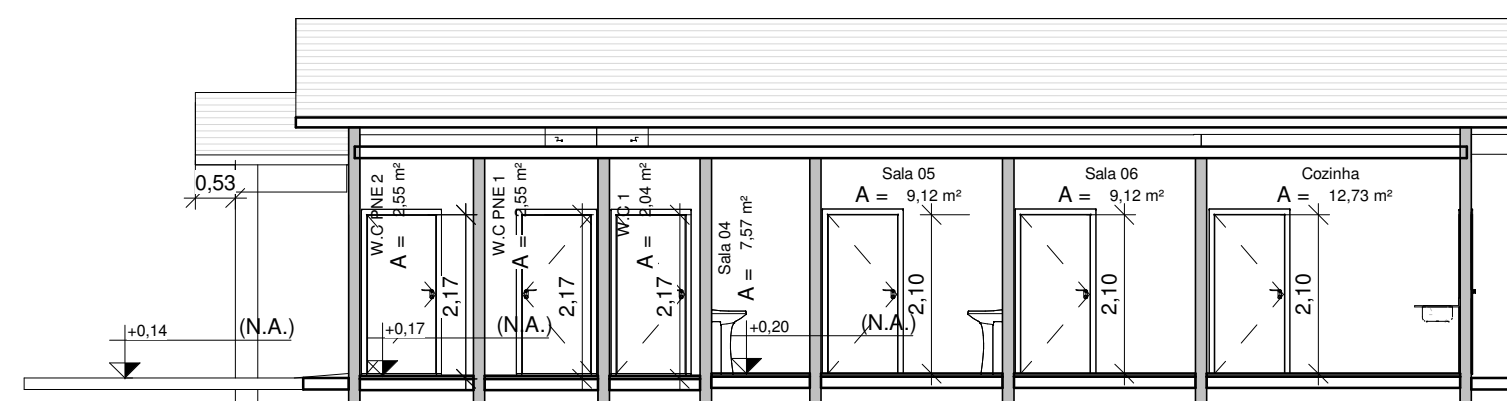 0,53
W.C PNE 2
A = 2,55 m²
2,17
W.C PNE 1
A = 2,55 m²
2,17
W.C 1
A = 2,04 m²
2,17
Sala 04
A = 7,57 m²
Sala 05
A = 9,12 m²
2,10
Sala 06
A = 9,12 m²
2,10
Cozinha
A = 12,73 m²
2,10
+0,14 (N.A.)
+0,17 (N.A.)
+0,20 (N.A.)